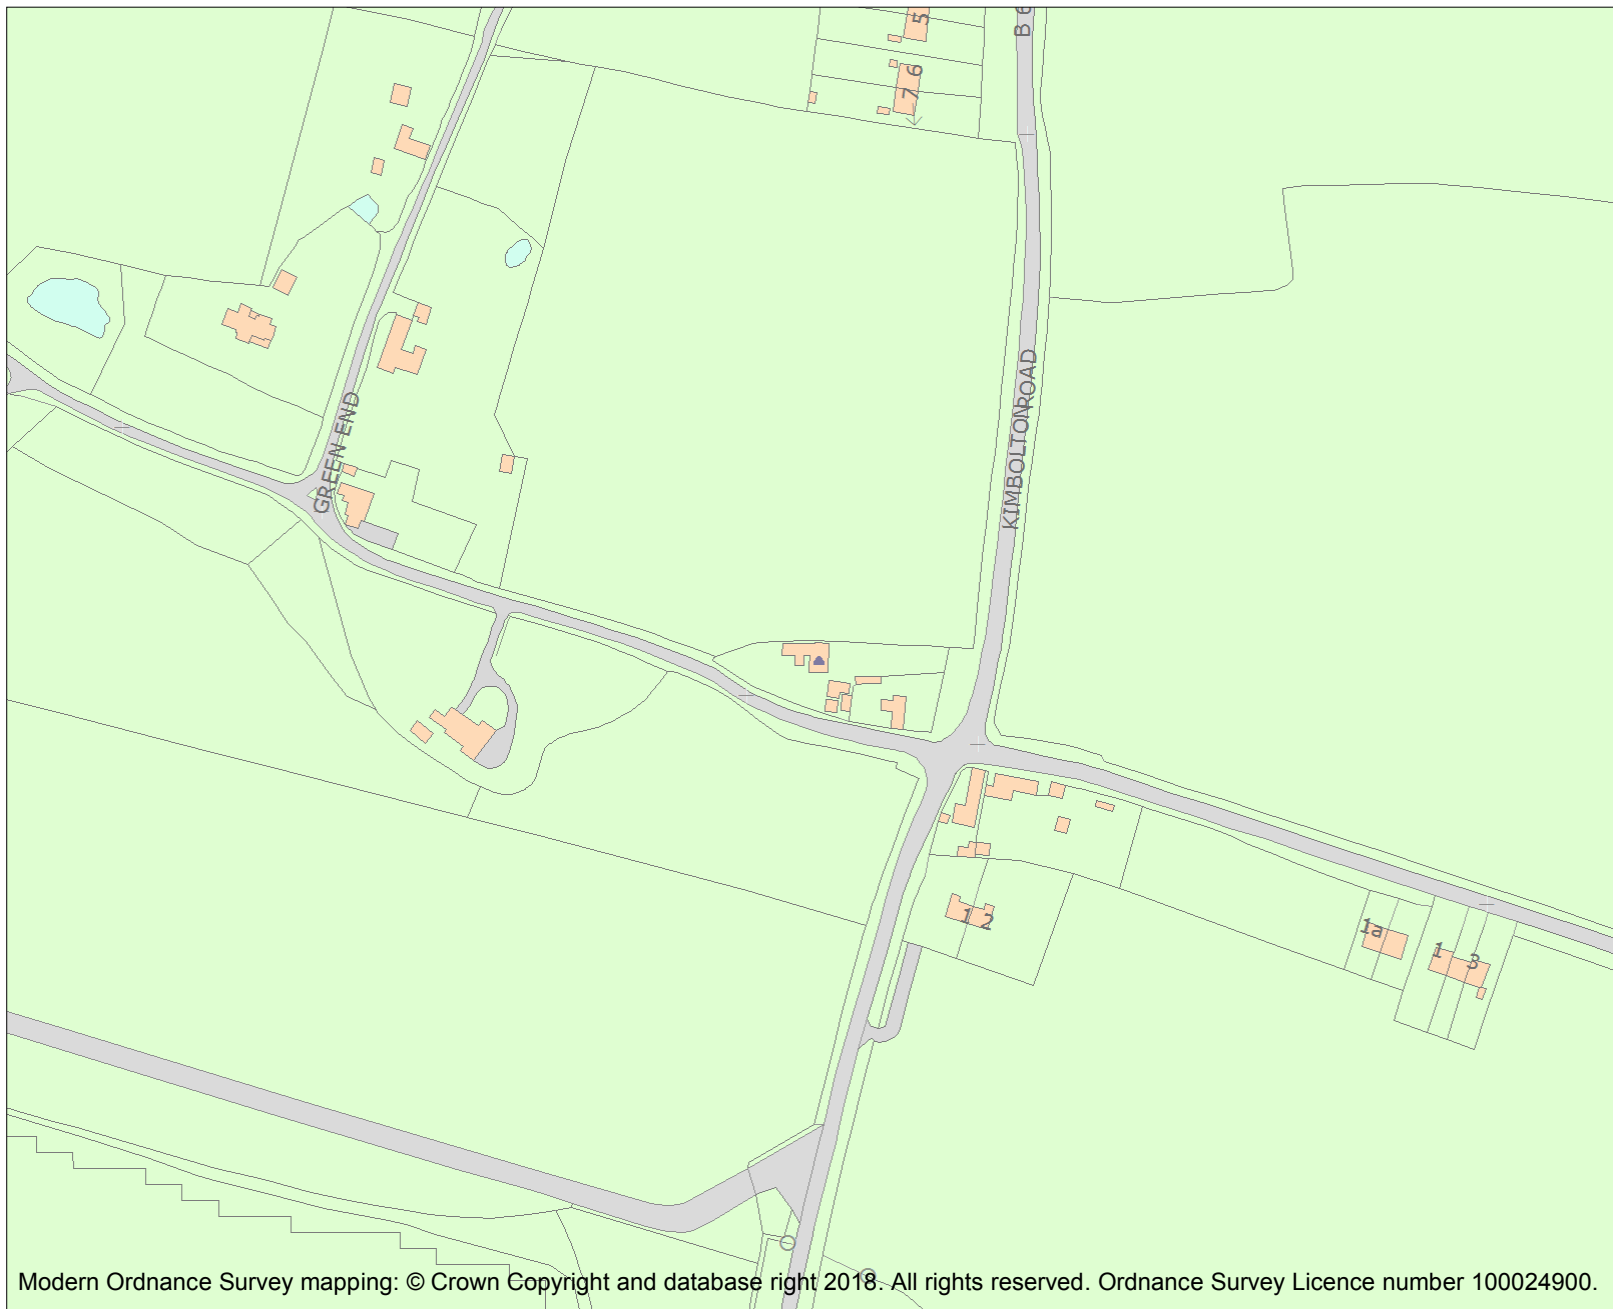 5
B 6
6
7
KIMBOLTON ROAD
GREEN END
1 2
1a
1
3
Modern Ordnance Survey mapping: © Crown Copyright and database right 2018. All rights reserved. Ordnance Survey Licence number 100024900.